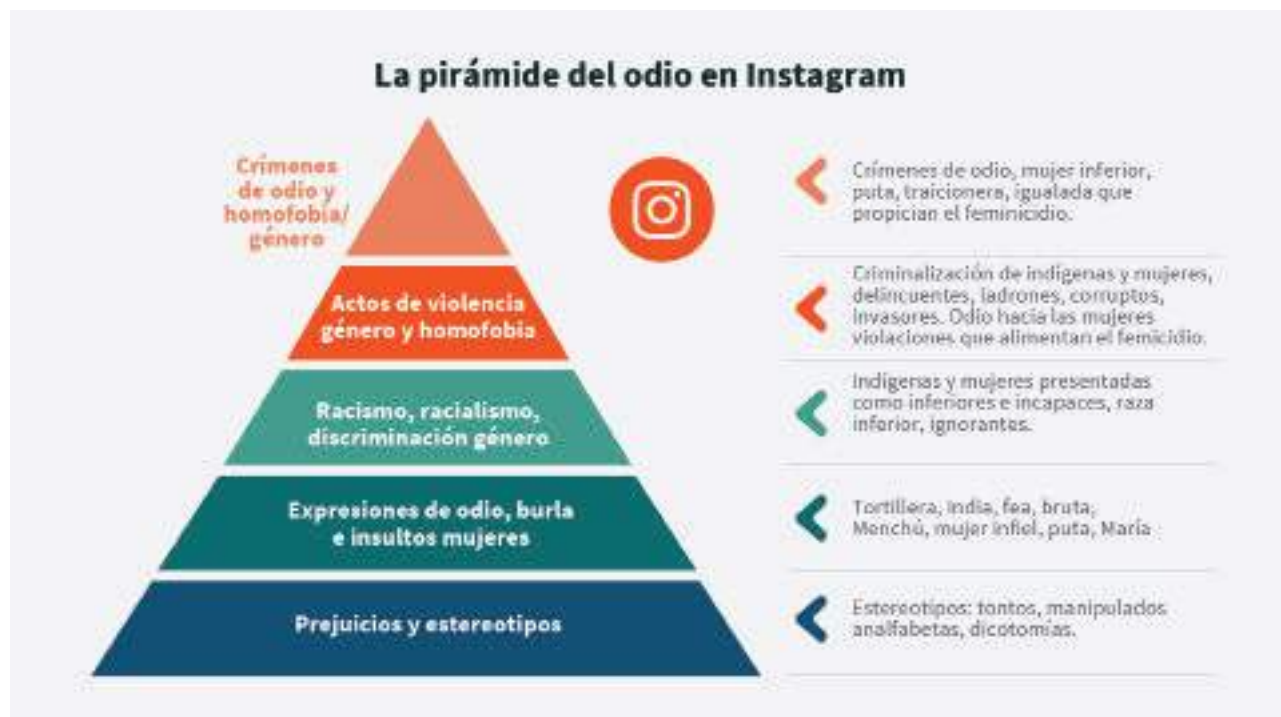 La pirámide del odio en Instagram
Crímenes
de odio y
homofobia/
género
Crímenes de odio, mujer inferior,
puta, traicionera, igualada que
propician el feminicidio.
Actos de violencia
género y homofobia
Criminalización de indígenas y mujeres,
delincuentes, ladrones, corruptos,
invasores. Odio hacia las mujeres
violaciones que alimentan el femicidio.
Racismo, racialismo,
discriminación género
Indígenas y mujeres presentadas
como inferiores e incapaces, raza
inferior, ignorantes.
Expresiones de odio, burla
e insultos mujeres
Tortillera, india, fea, bruta,
Menchú, mujer infiel, puta, María
Prejuicios y estereotipos
Estereotipos: tontos, manipulados
analfabetas, dicotomías.